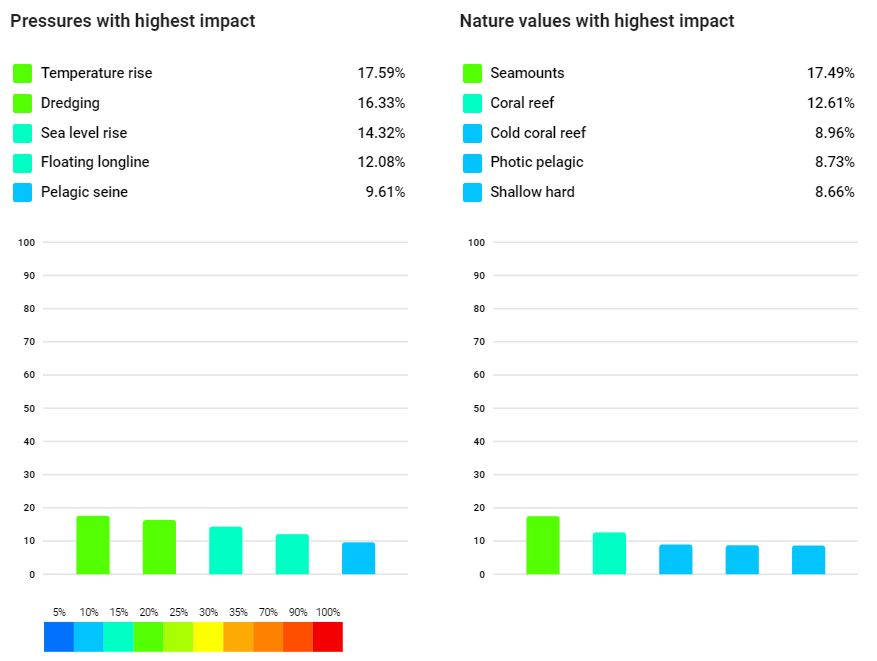 Pressures with highest impact
Temperature rise 17.59%
Dredging 16.33%
Sea level rise 14.32%
Floating longline 12.08%
Pelagic seine 9.61%
100
90
80
70
60
50
40
30
20
10
0
5% 10% 15% 20% 25% 30% 35% 70% 90% 100%
Nature values with highest impact
Seamounts 17.49%
Coral reef 12.61%
Cold coral reef 8.96%
Photic pelagic 8.73%
Shallow hard 8.66%
100
90
80
70
60
50
40
30
20
10
0